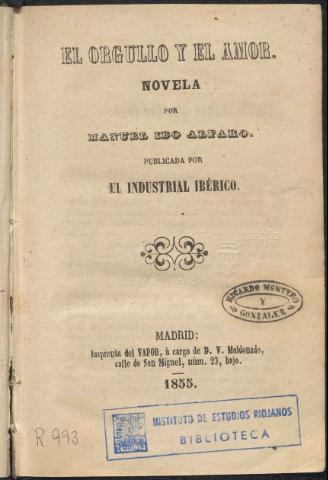 EL ORGULLO Y EL AMOR.
NOVELA
POR
MANUEL IBO ALFARO.
PUBLICADA POR
EL INDUSTRIAL IBÉRICO.
RICARDO MONTERO
Y
GONZALEZ
MADRID:
Imprenta del VAPOR, á cargo de D. V. Maldonado,
calle de San Miguel, núm. 23, bajo.
1855.
INSTITUTO DE ESTUDIOS RIOJANOS
BIBLIOTECA
R 993